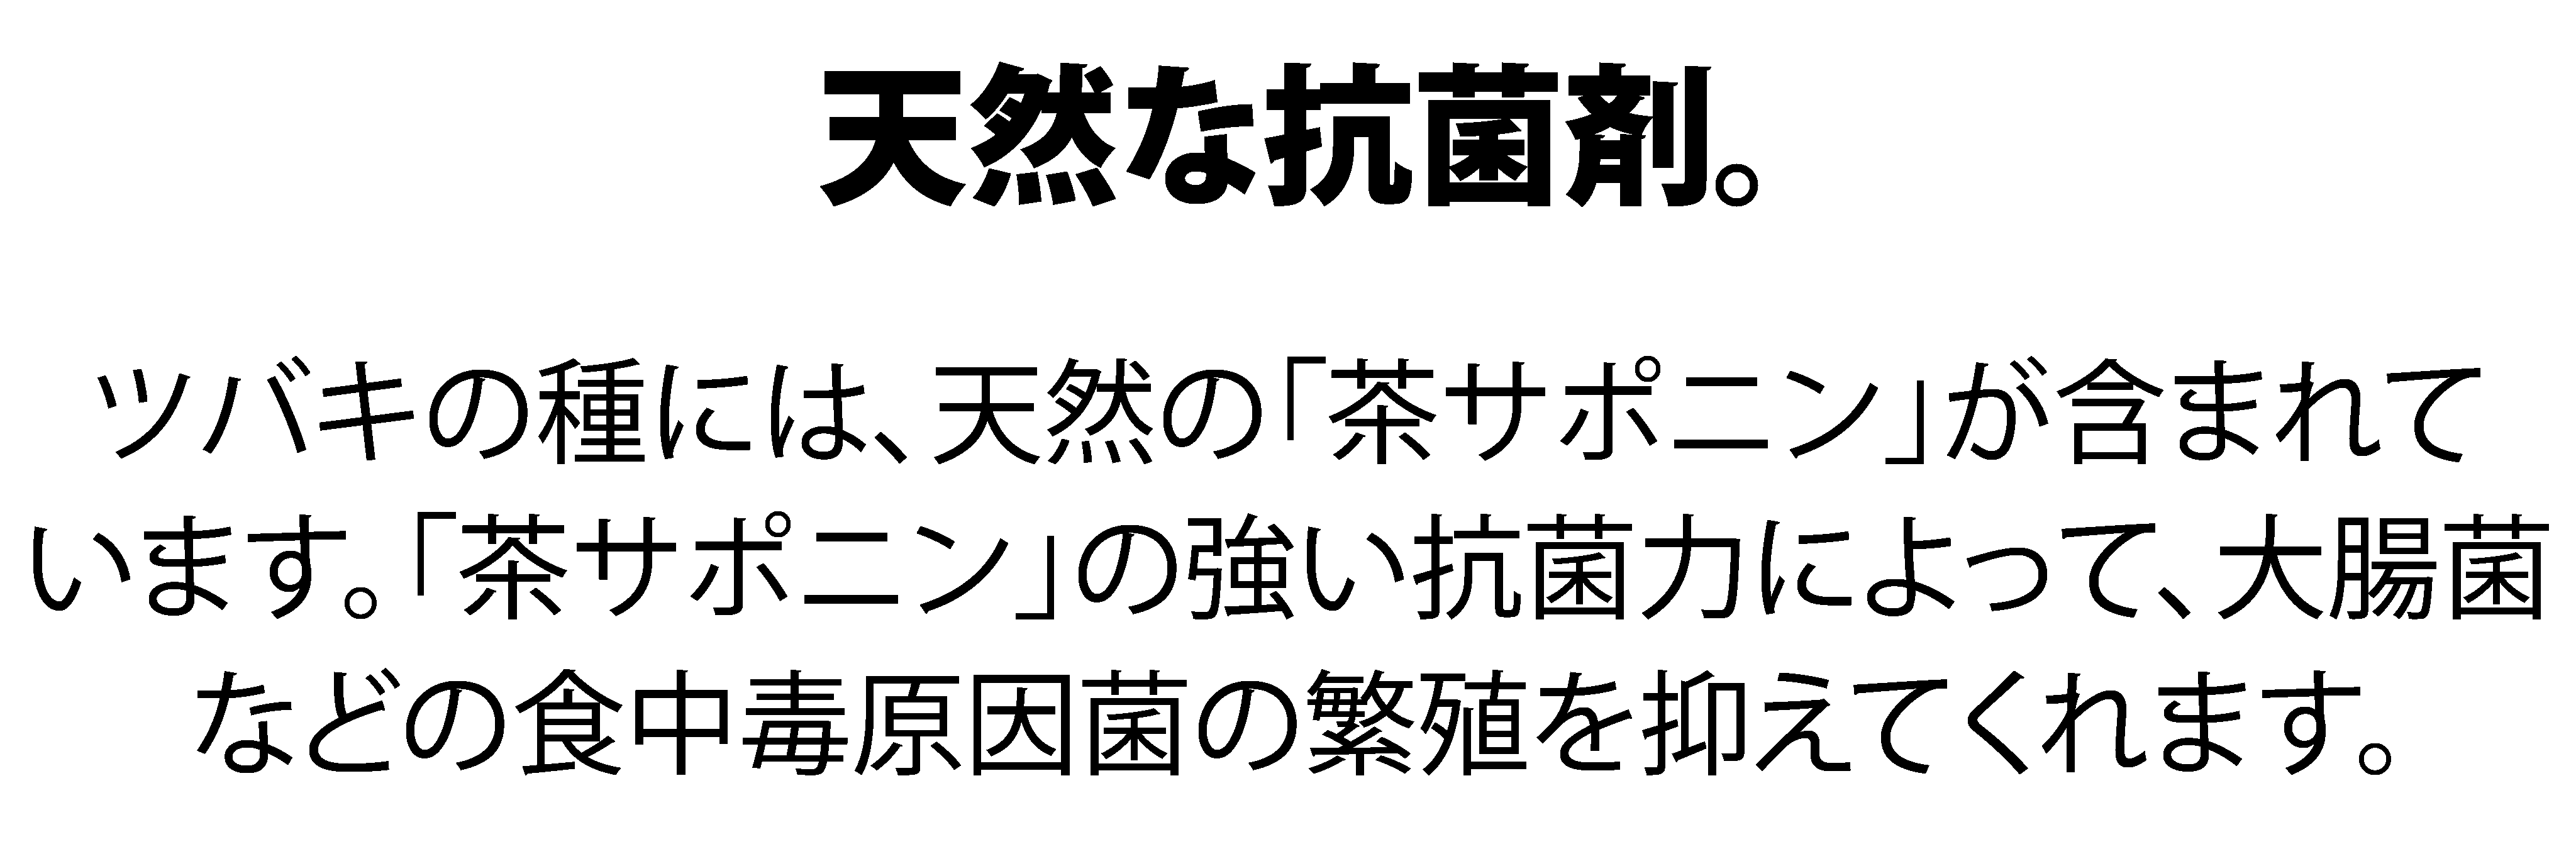 天然な抗菌剤。
ツバキの種には、天然の「茶サポニン」が含まれて
います。「茶サポニン」の強い抗菌力によって、大腸菌
などの食中毒原因菌の繁殖を抑えてくれます。